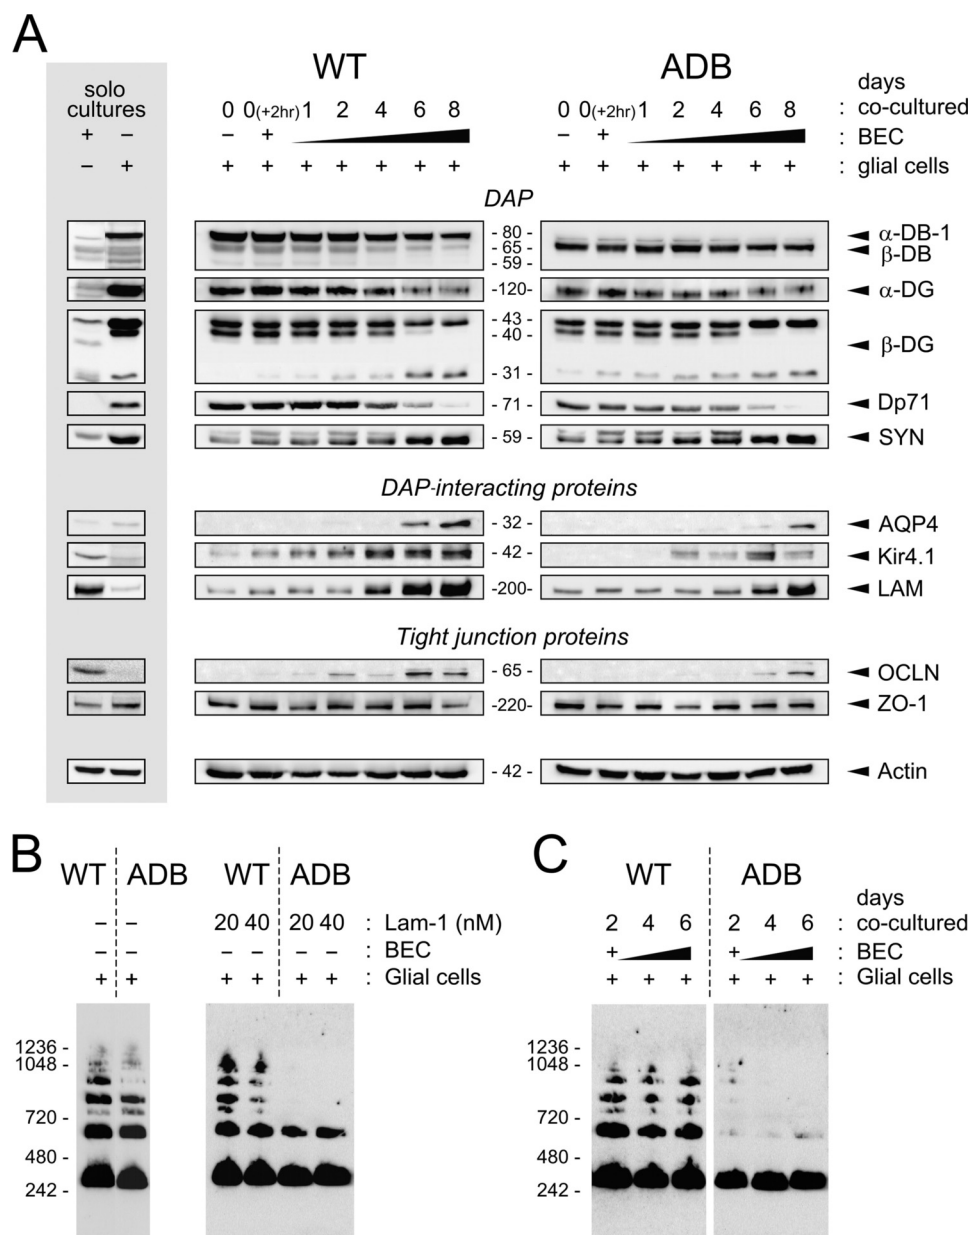 A
solo
cultures
WT
ADB
days
0 0(+2hr) 1 2 4 6 8
0 0(+2hr) 1 2 4 6 8
: co-cultured
+ –
– +
: BEC
– +
– +
+ + + + + + +
+ + + + + + +
: glial cells
DAP
- 80 -
- 65 -
- 59 -
α-DB-1
β-DB
-120-
α-DG
- 43 -
- 40 -
- 31 -
β-DG
- 71 -
Dp71
- 59 -
SYN
DAP-interacting proteins
- 32 -
AQP4
- 42 -
Kir4.1
-200-
LAM
Tight junction proteins
- 65 -
OCLN
-220-
ZO-1
- 42 -
Actin
B
WT ADB
WT ADB
20 40 20 40 : Lam-1 (nM)
– –
– – – – : BEC
+ +
+ + + + : Glial cells
1236 -
1048 -
720 -
480 -
242 -
C
WT
ADB
days
2 4 6
2 4 6
: co-cultured
+
+
: BEC
+ + +
+ + +
: Glial cells
1236 -
1048 -
720 -
480 -
242 -